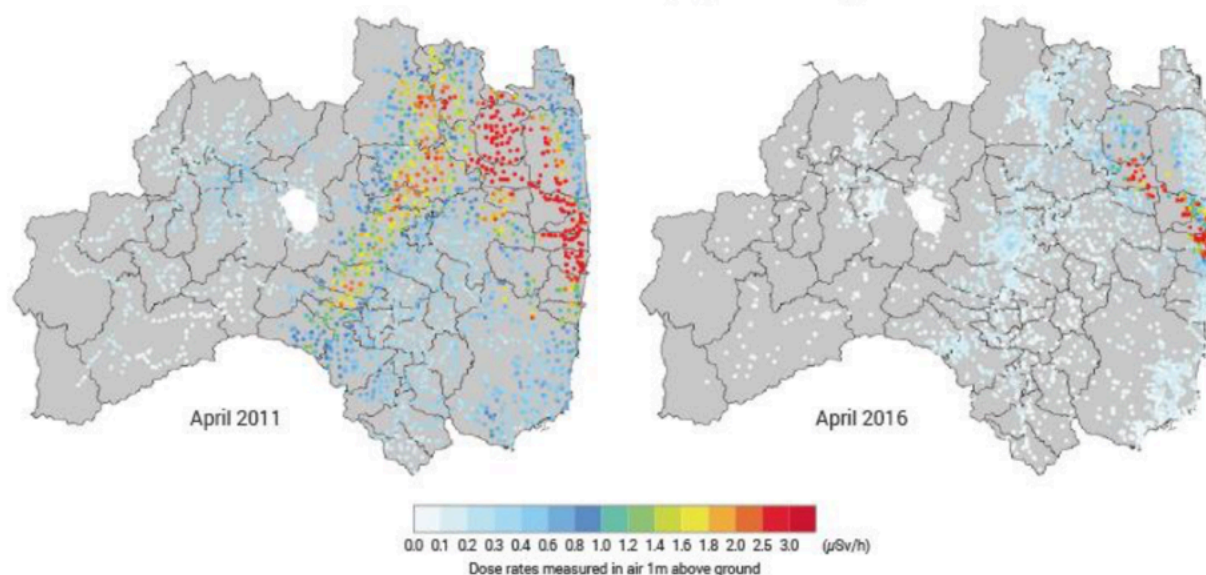 April 2011
April 2016
0.0 0.1 0.2 0.3 0.4 0.6 0.8 1.0 1.2 1.4 1.6 1.8 2.0 2.5 3.0 (μSv/h)
Dose rates measured in air 1m above ground